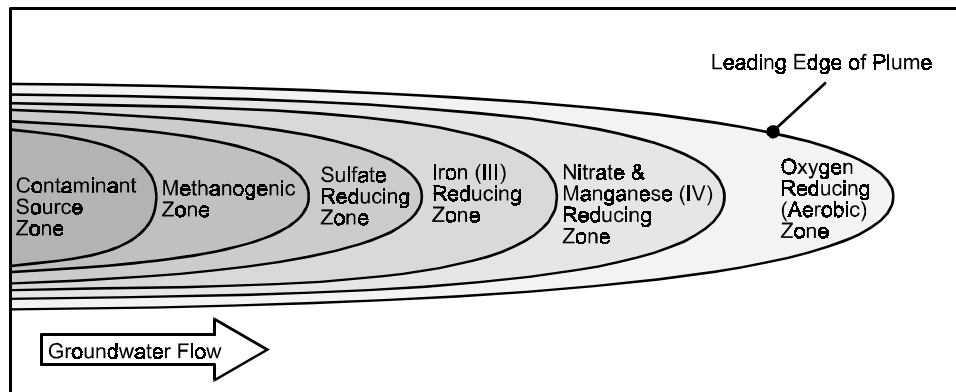 Leading Edge of Plume
Contaminant
Source
Zone
Methanogenic
Zone
Sulfate
Reducing
Zone
Iron (III)
Reducing
Zone
Nitrate &
Manganese (IV)
Reducing
Zone
Oxygen
Reducing
(Aerobic)
Zone
Groundwater Flow